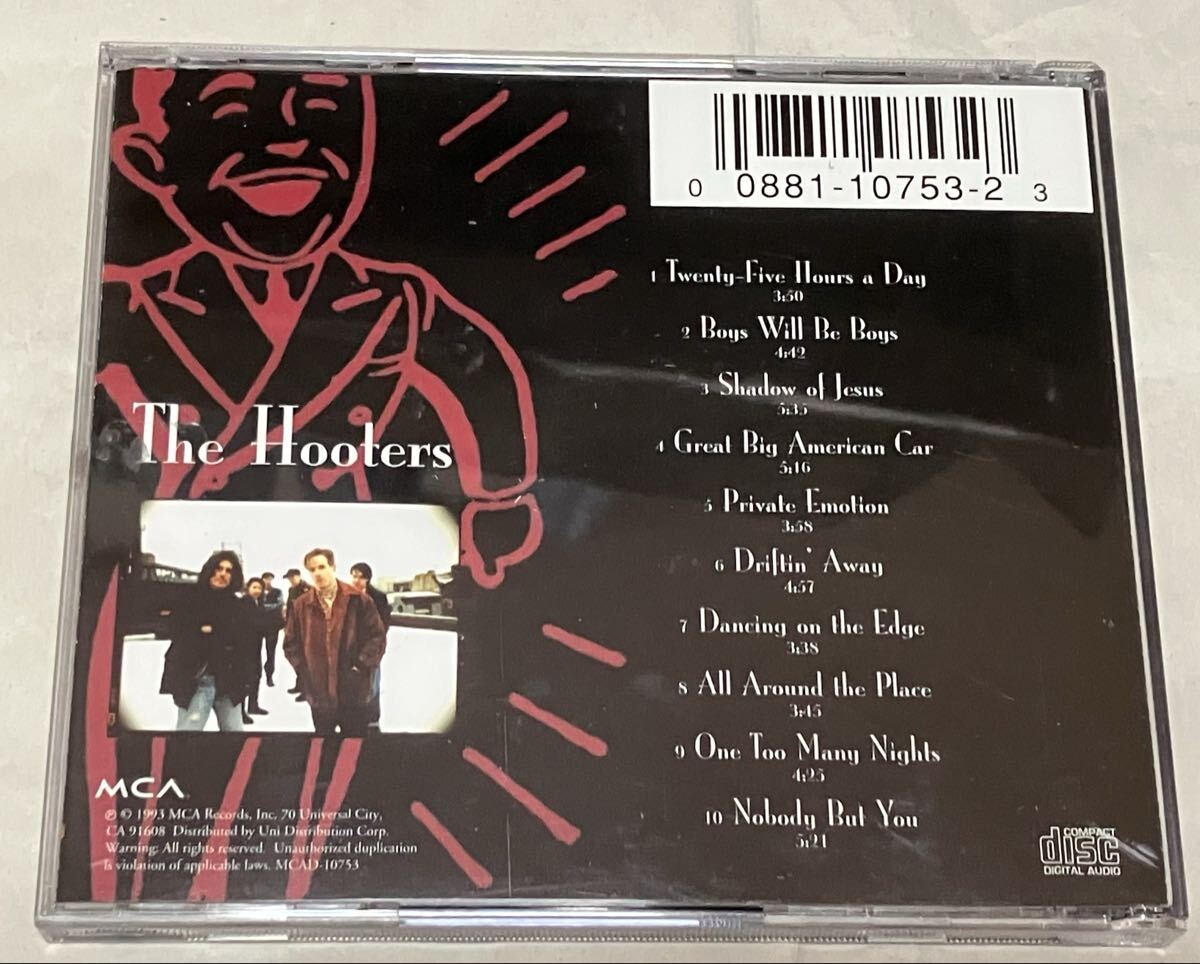 0 0881-10753-2 3
1 Twenty-Five Hours a Day
3:50
2 Boys Will Be Boys
4:42
3 Shadow of Jesus
5:35
4 Great Big American Car
5:16
5 Private Emotion
3:58
6 Driftin' Away
4:57
7 Dancing on the Edge
3:38
8 All Around the Place
3:45
9 One Too Many Nights
4:25
10 Nobody But You
5:21
The Hooters
MCA
℗ © 1993 MCA Records, Inc. 70 Universal City,
CA 91608 Distributed by Uni Distribution Corp.
Warning: All rights reserved. Unauthorized duplication
Is violation of applicable laws. MCAD-10753
COMPACT
disc
DIGITAL AUDIO